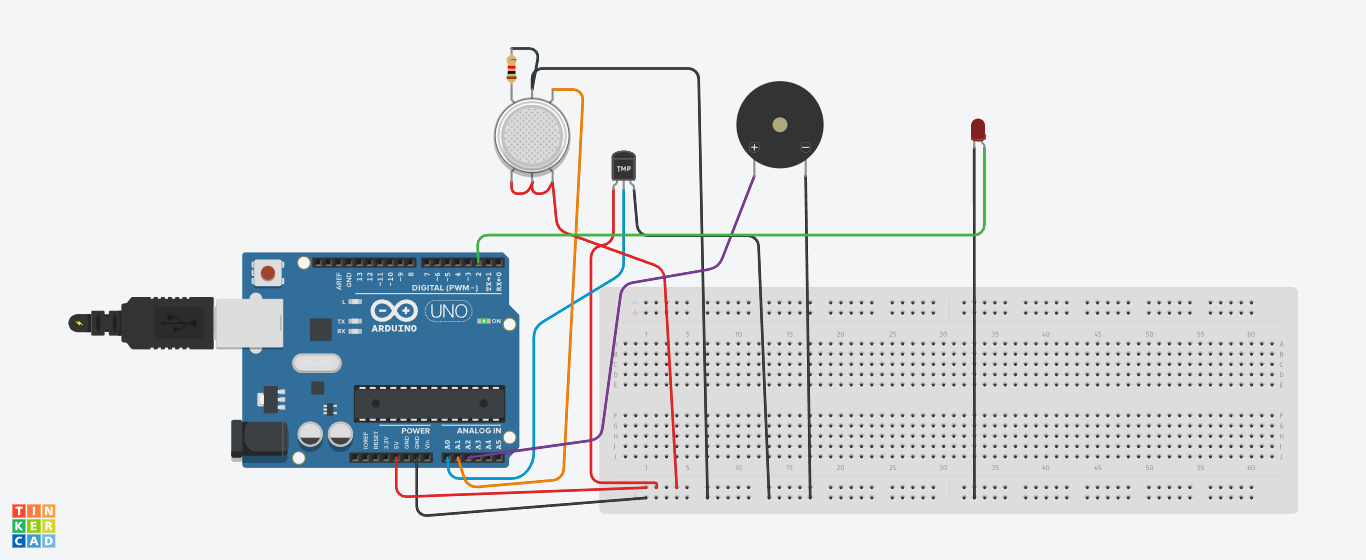 TMP
+ −
AREF
GND
13
12
~11
~10
~9
8
7
~6
~5
4
~3
2
TX→1
RX←0
DIGITAL (PWM~)
L
TX
RX
ARDUINO
UNO
ON
POWER
ANALOG IN
IOREF
RESET
3.3V
5V
GND
GND
Vin
A0
A1
A2
A3
A4
A5
− +
1 5 10 15 20 25 30 35 40 45 50 55 60
A
B
C
D
E
F
G
H
I
J
1 5 10 15 20 25 30 35 40 45 50 55 60
TIN
KER
CAD